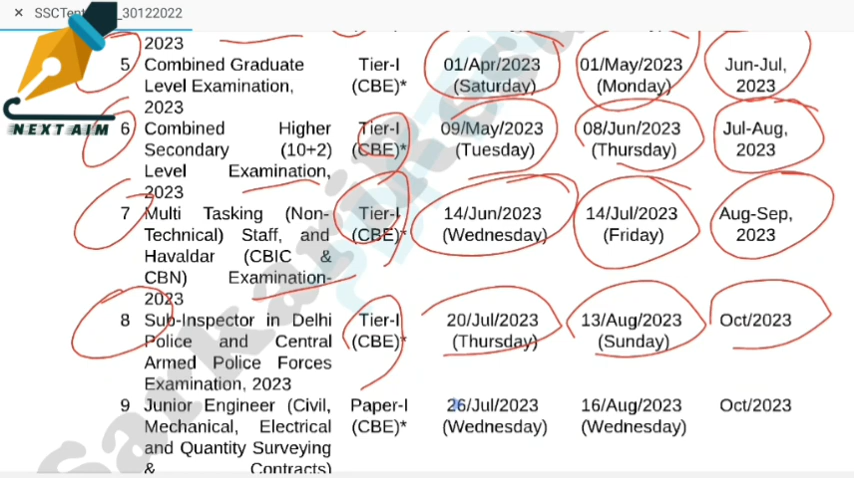 × SSCTen 30122022
NEXT AIM
2023
5 Combined Graduate Tier-I 01/Apr/2023 01/May/2023 Jun-Jul,
Level Examination, (CBE)* (Saturday) (Monday) 2023
2023
6 Combined Higher Tier-I 09/May/2023 08/Jun/2023 Jul-Aug,
Secondary (10+2) (CBE)* (Tuesday) (Thursday) 2023
Level Examination,
2023
7 Multi Tasking (Non- Tier-I 14/Jun/2023 14/Jul/2023 Aug-Sep,
Technical) Staff, and (CBE)* (Wednesday) (Friday) 2023
Havaldar (CBIC &
CBN) Examination-
2023
8 Sub-Inspector in Delhi Tier-I 20/Jul/2023 13/Aug/2023 Oct/2023
Police and Central (CBE)* (Thursday) (Sunday)
Armed Police Forces
Examination, 2023
9 Junior Engineer (Civil, Paper-I 26/Jul/2023 16/Aug/2023 Oct/2023
Mechanical, Electrical (CBE)* (Wednesday) (Wednesday)
and Quantity Surveying
& Contracts)